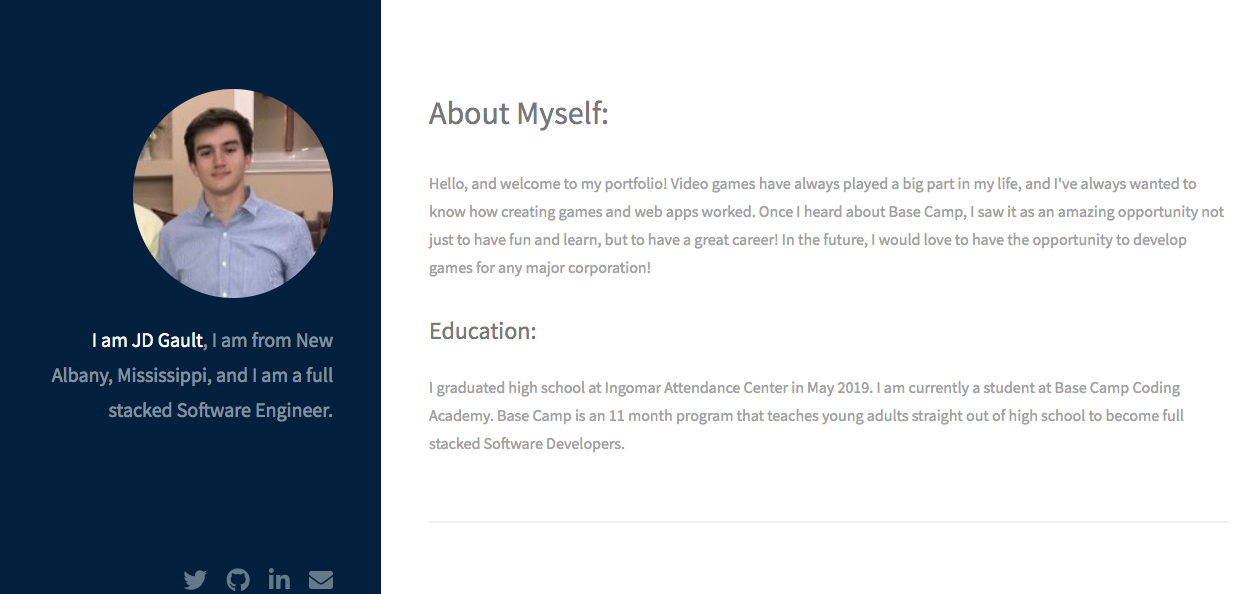 I am JD Gault, I am from New
Albany, Mississippi, and I am a full
stacked Software Engineer.
About Myself:
Hello, and welcome to my portfolio! Video games have always played a big part in my life, and I've always wanted to
know how creating games and web apps worked. Once I heard about Base Camp, I saw it as an amazing opportunity not
just to have fun and learn, but to have a great career! In the future, I would love to have the opportunity to develop
games for any major corporation!
Education:
I graduated high school at Ingomar Attendance Center in May 2019. I am currently a student at Base Camp Coding
Academy. Base Camp is an 11 month program that teaches young adults straight out of high school to become full
stacked Software Developers.